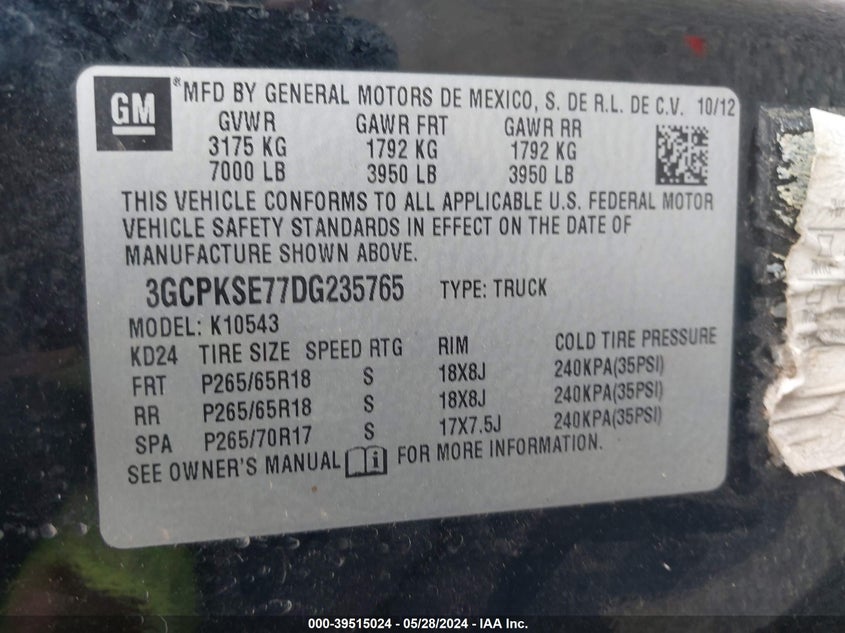 GM ® MFD BY GENERAL MOTORS DE MEXICO, S. DE R.L. DE C.V. 10/12
GVWR GAWR FRT GAWR RR
3175 KG 1792 KG 1792 KG
7000 LB 3950 LB 3950 LB
THIS VEHICLE CONFORMS TO ALL APPLICABLE U.S. FEDERAL MOTOR
VEHICLE SAFETY STANDARDS IN EFFECT ON THE DATE OF
MANUFACTURE SHOWN ABOVE.
3GCPKSE77DG235765 TYPE: TRUCK
MODEL: K10543
KD24 TIRE SIZE SPEED RTG RIM COLD TIRE PRESSURE
FRT P265/65R18 S 18X8J 240KPA(35PSI)
RR P265/65R18 S 18X8J 240KPA(35PSI)
SPA P265/70R17 S 17X7.5J 240KPA(35PSI)
SEE OWNER'S MANUAL i FOR MORE INFORMATION.
000-39515024 - 05/28/2024 - IAA Inc.